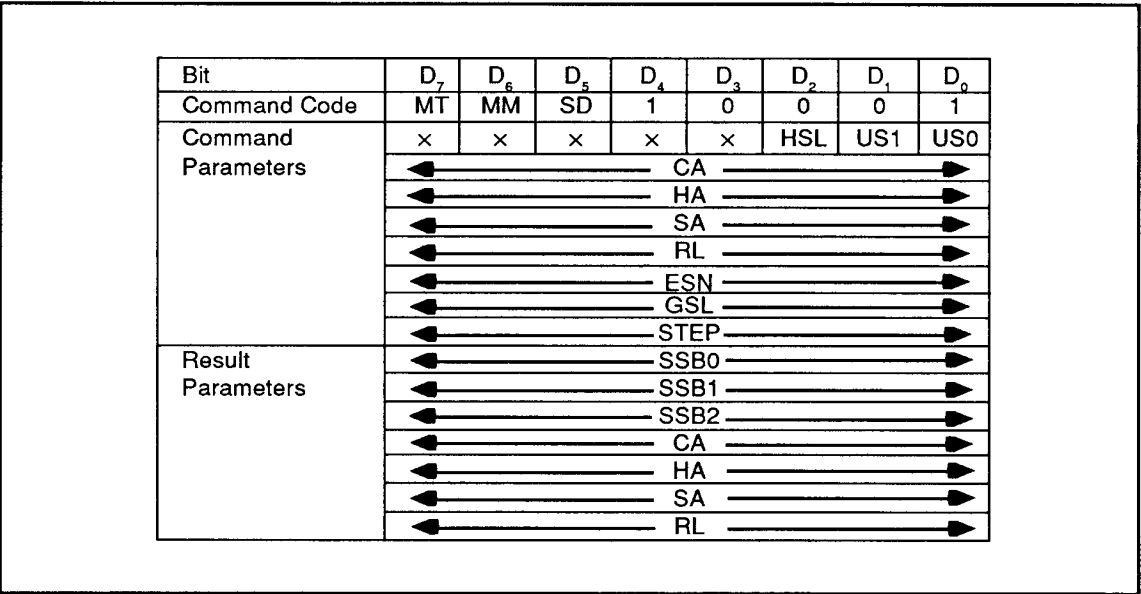 Bit D7 D6 D5 D4 D3 D2 D1 D0
Command Code MT MM SD 1 0 0 0 1
Command × × × × × HSL US1 US0
Parameters CA
HA
SA
RL
ESN
GSL
STEP
Result SSB0
Parameters SSB1
SSB2
CA
HA
SA
RL